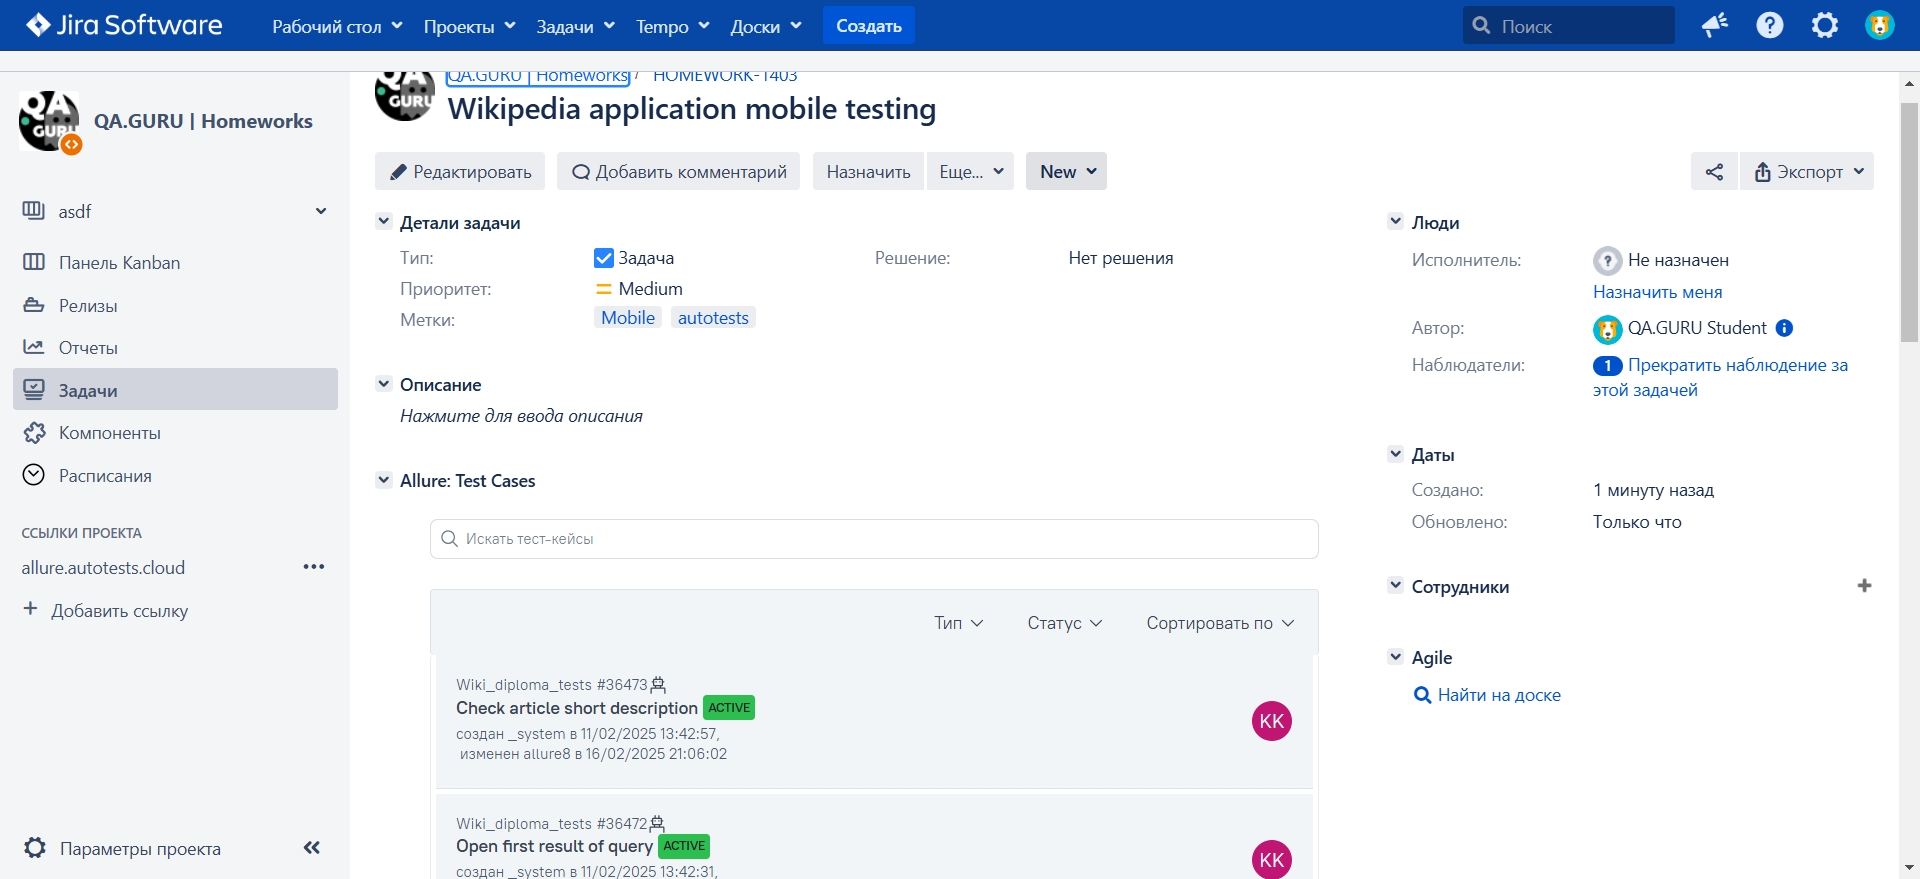 Jira Software
Рабочий стол Проекты Задачи Tempo Доски Создать Поиск
QA GURU
QA.GURU | Homeworks
asdf
Панель Kanban
Релизы
Отчеты
Задачи
Компоненты
Расписания
ССЫЛКИ ПРОЕКТА
allure.autotests.cloud
Добавить ссылку
Параметры проекта
QA GURU
QA.GURU | Homeworks / HOMEWORK-1403
Wikipedia application mobile testing
Редактировать Добавить комментарий Назначить Еще... New Экспорт
Детали задачи
Тип: Задача Решение: Нет решения
Приоритет: Medium
Метки: Mobile autotests
Описание
Нажмите для ввода описания
Allure: Test Cases
Искать тест-кейсы
Тип Статус Сортировать по
Wiki_diploma_tests #36473
Check article short description ACTIVE
создан _system в 11/02/2025 13:42:57,
изменен allure8 в 16/02/2025 21:06:02
KK
Wiki_diploma_tests #36472
Open first result of query ACTIVE
создан _system в 11/02/2025 13:42:31,
KK
Люди
Исполнитель: Не назначен
Назначить меня
Автор: QA.GURU Student
Наблюдатели: 1 Прекратить наблюдение за
этой задачей
Даты
Создано: 1 минуту назад
Обновлено: Только что
Сотрудники
Agile
Найти на доске